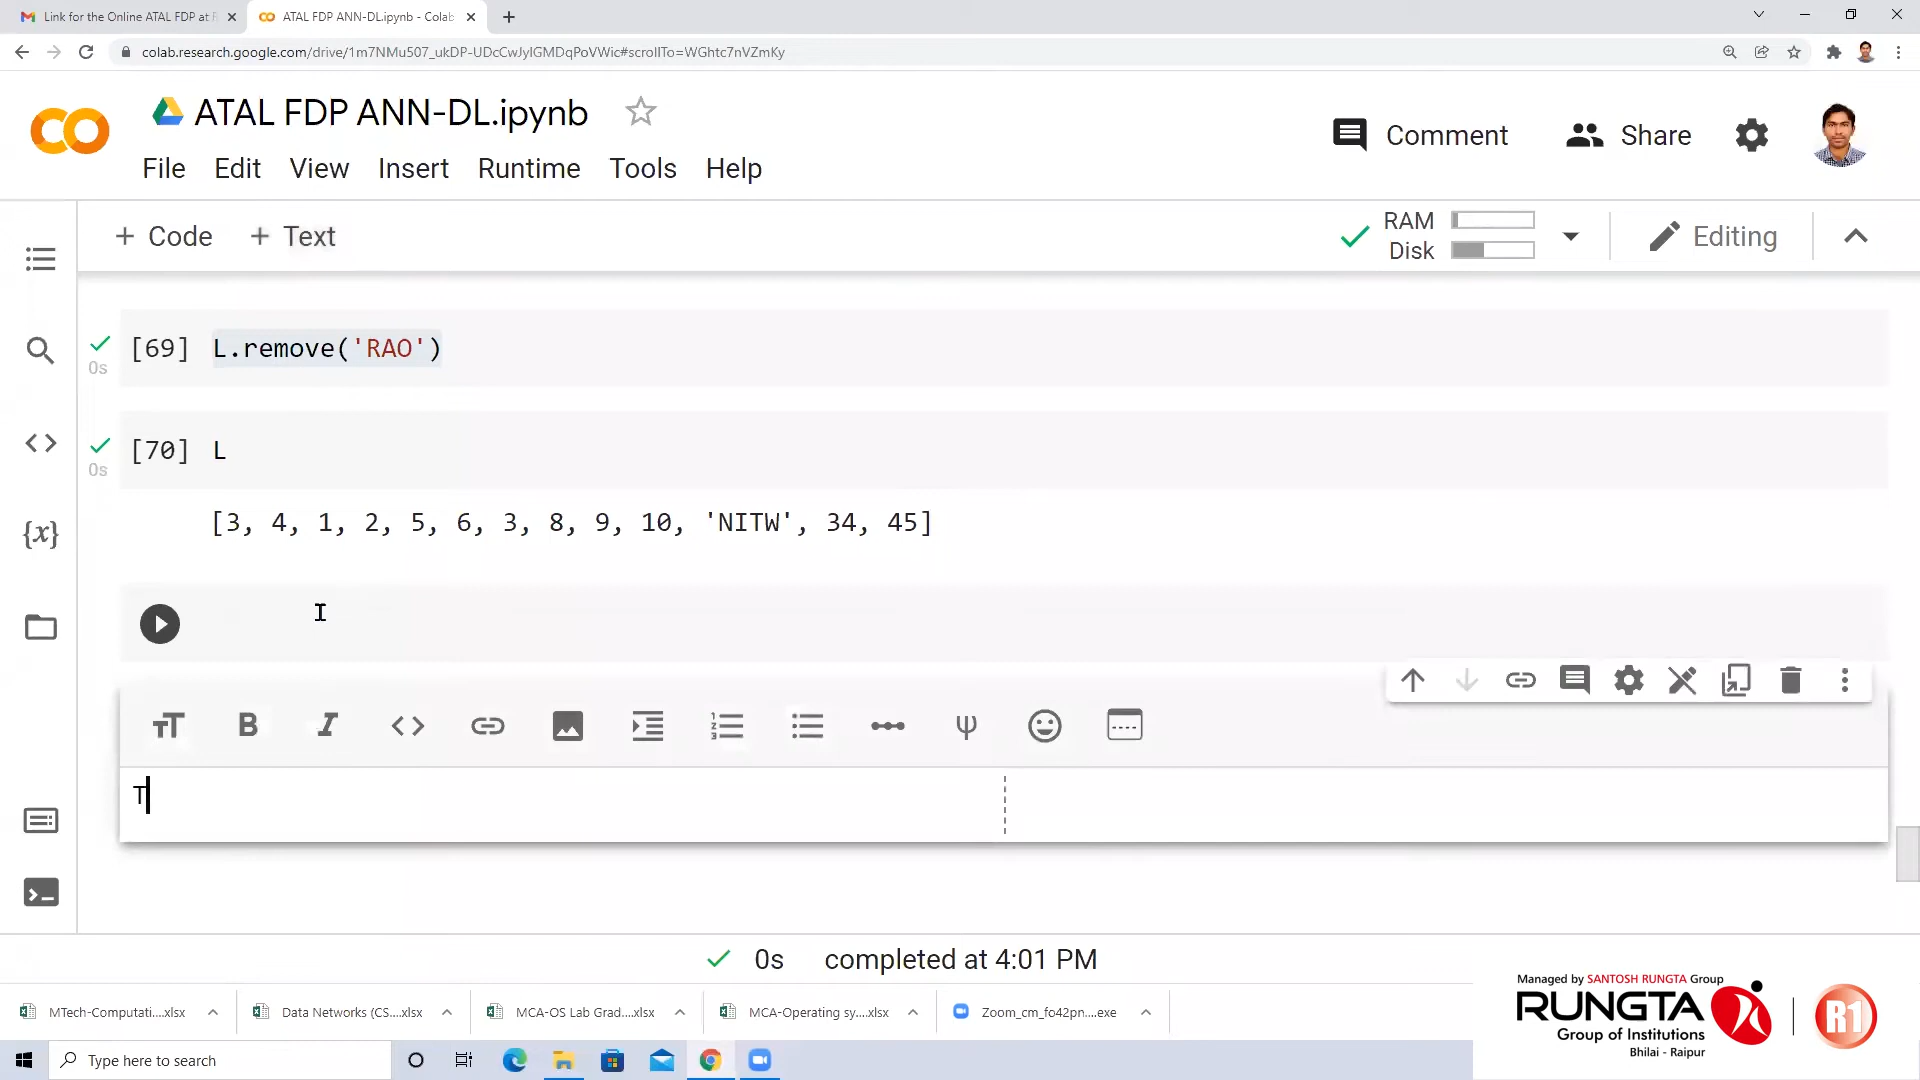 Link for the Online ATAL FDP at R
ATAL FDP ANN-DL.ipynb - Colab
colab.research.google.com/drive/1m7NMu507_ukDP-UDcCwJyIGMDqPoVWic#scrollTo=WGhtc7nVZmKy
ATAL FDP ANN-DL.ipynb
Comment
Share
File Edit View Insert Runtime Tools Help
+ Code + Text
RAM
Disk
Editing
[69] L.remove('RAO')
0s
[70] L
0s
[3, 4, 1, 2, 5, 6, 3, 8, 9, 10, 'NITW', 34, 45]
T
0s completed at 4:01 PM
Managed by SANTOSH RUNGTA Group
RUNGTA
Group of Institutions
Bhilai - Raipur
R1
MTech-Computati....xlsx
Data Networks (CS....xlsx
MCA-OS Lab Grad....xlsx
MCA-Operating sy....xlsx
Zoom_cm_fo42pn....exe
Type here to search